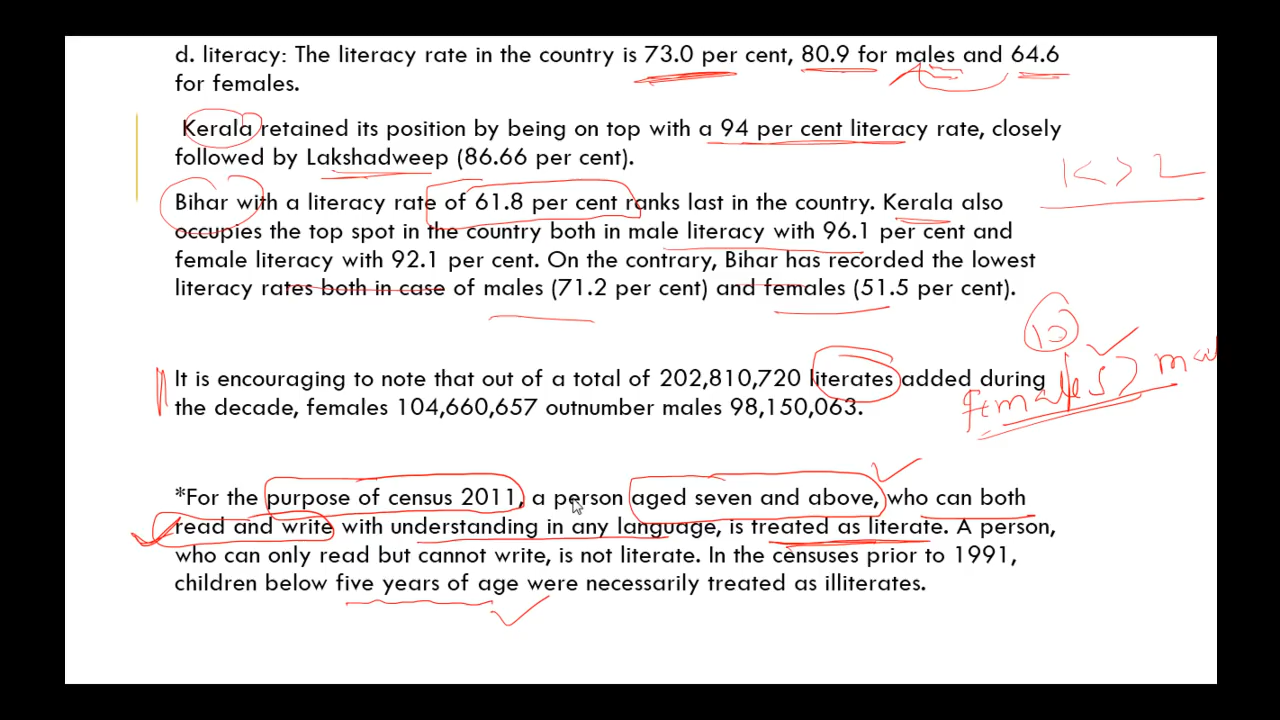 d. literacy: The literacy rate in the country is 73.0 per cent, 80.9 for males and 64.6
for females.
Kerala retained its position by being on top with a 94 per cent literacy rate, closely
followed by Lakshadweep (86.66 per cent).
K > L
Bihar with a literacy rate of 61.8 per cent ranks last in the country. Kerala also
occupies the top spot in the country both in male literacy with 96.1 per cent and
female literacy with 92.1 per cent. On the contrary, Bihar has recorded the lowest
literacy rates both in case of males (71.2 per cent) and females (51.5 per cent).
10
females > ma
It is encouraging to note that out of a total of 202,810,720 literates added during
the decade, females 104,660,657 outnumber males 98,150,063.
*For the purpose of census 2011, a person aged seven and above, who can both
read and write with understanding in any language, is treated as literate. A person,
who can only read but cannot write, is not literate. In the censuses prior to 1991,
children below five years of age were necessarily treated as illiterates.